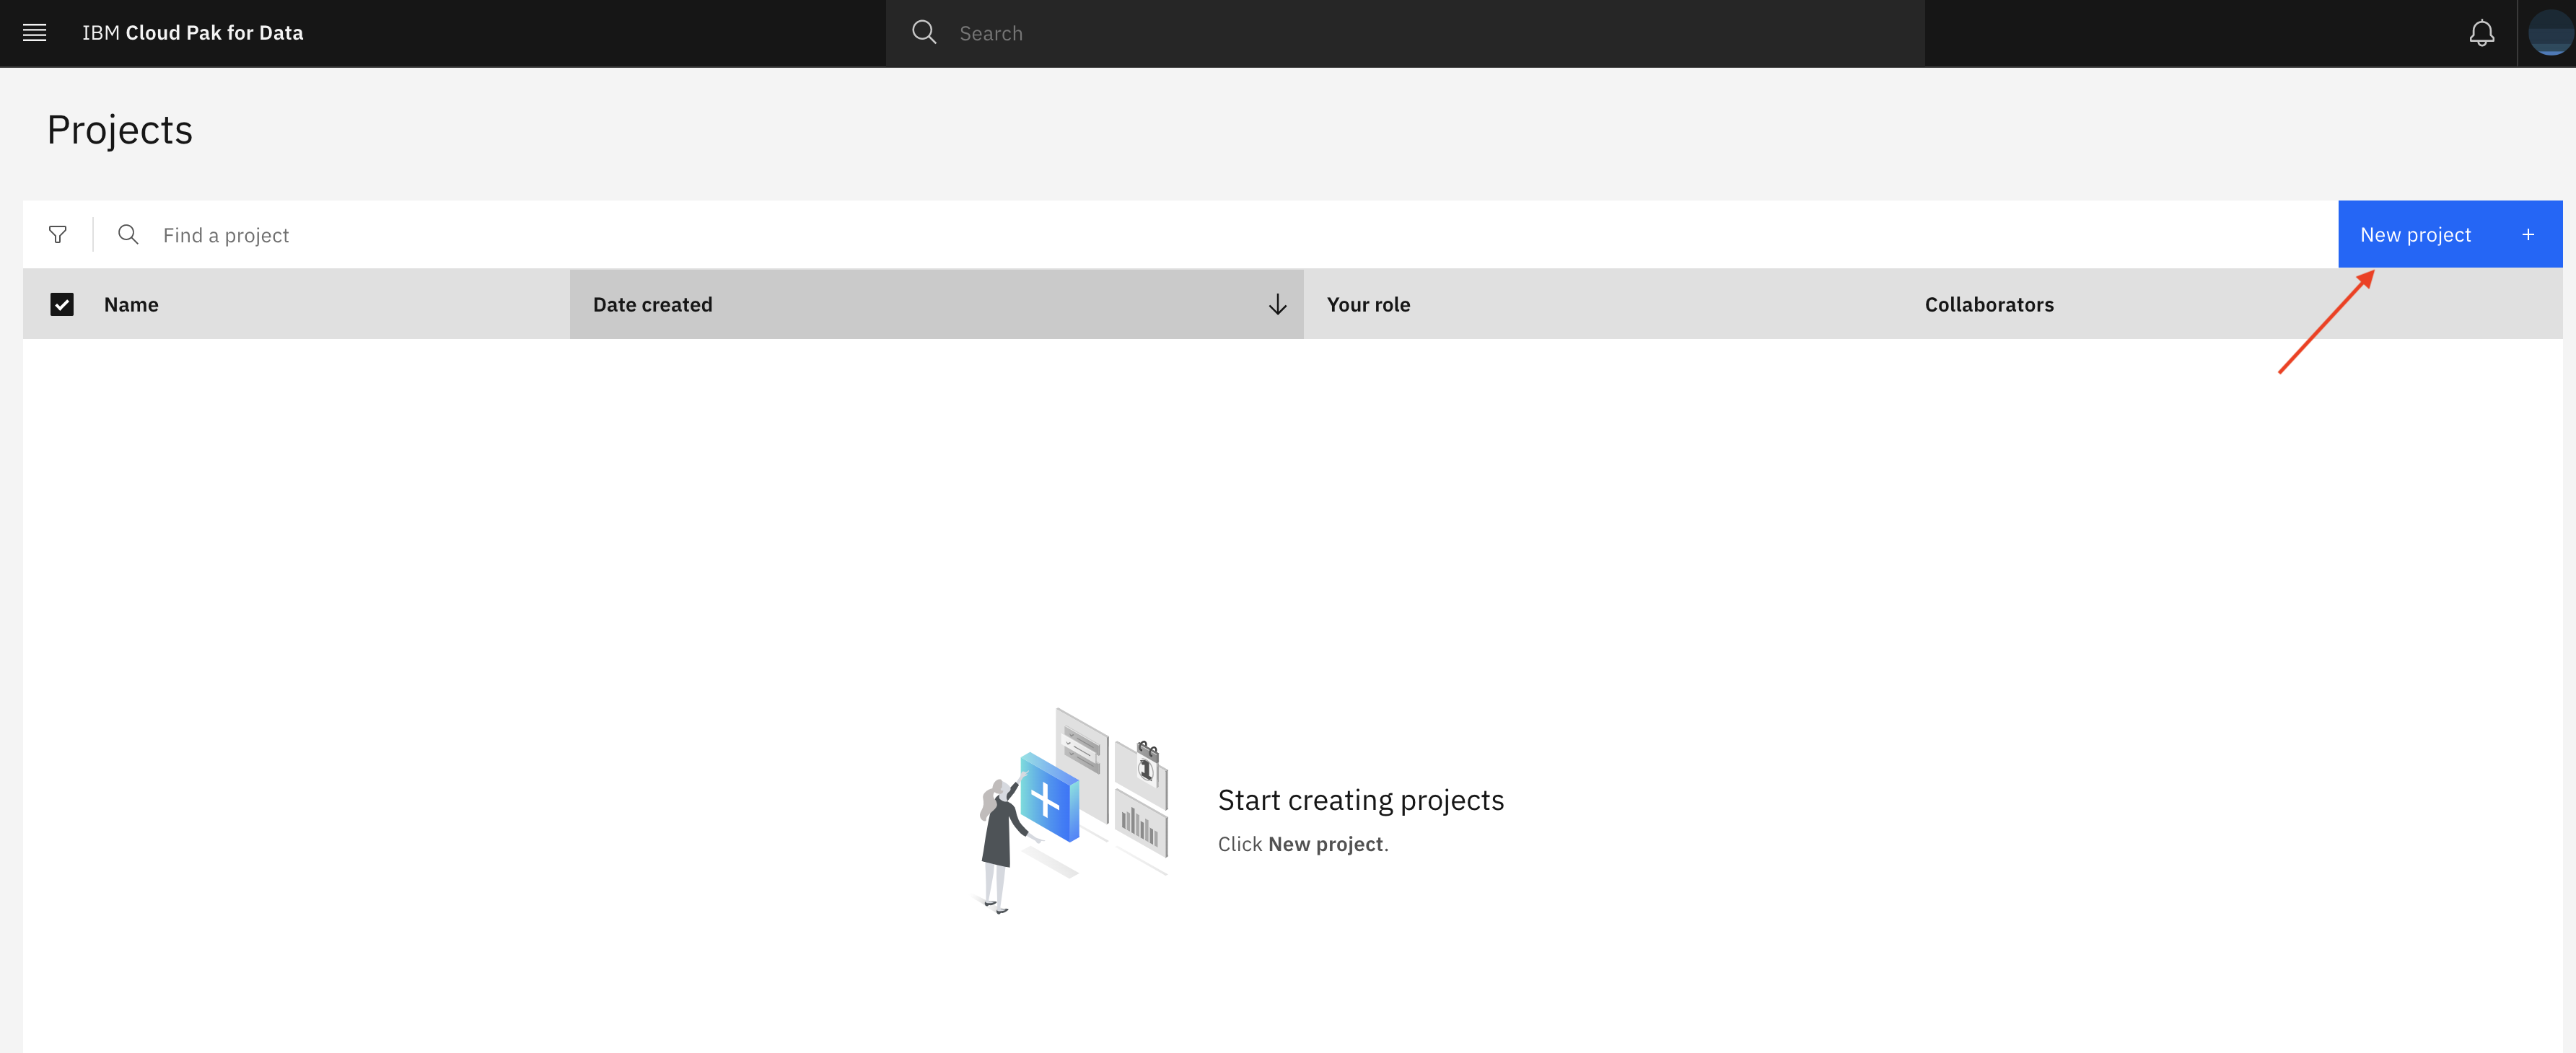 IBM Cloud Pak for Data
Search
Projects
Find a project
New project +
Name
Date created
Your role
Collaborators
1
Start creating projects
Click New project.